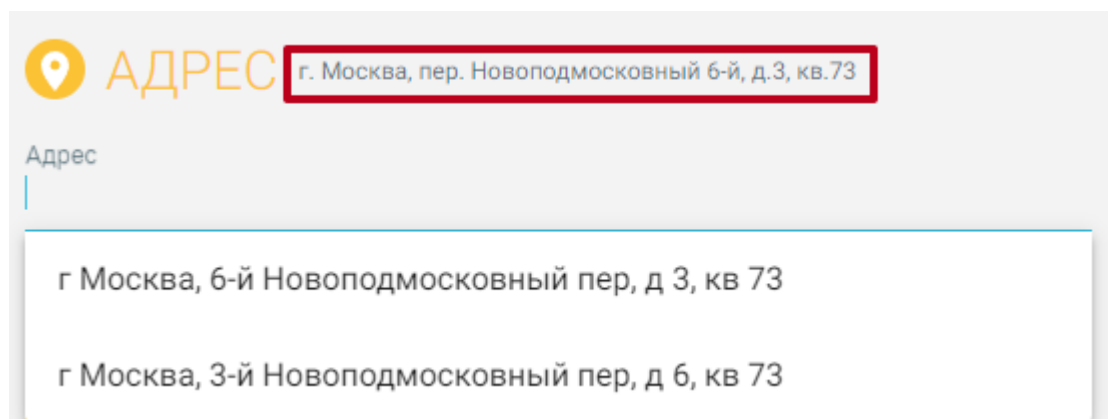 АДРЕС г. Москва, пер. Новоподмосковный 6-й, д.3, кв.73
Адрес
г Москва, 6-й Новоподмосковный пер, д 3, кв 73
г Москва, 3-й Новоподмосковный пер, д 6, кв 73